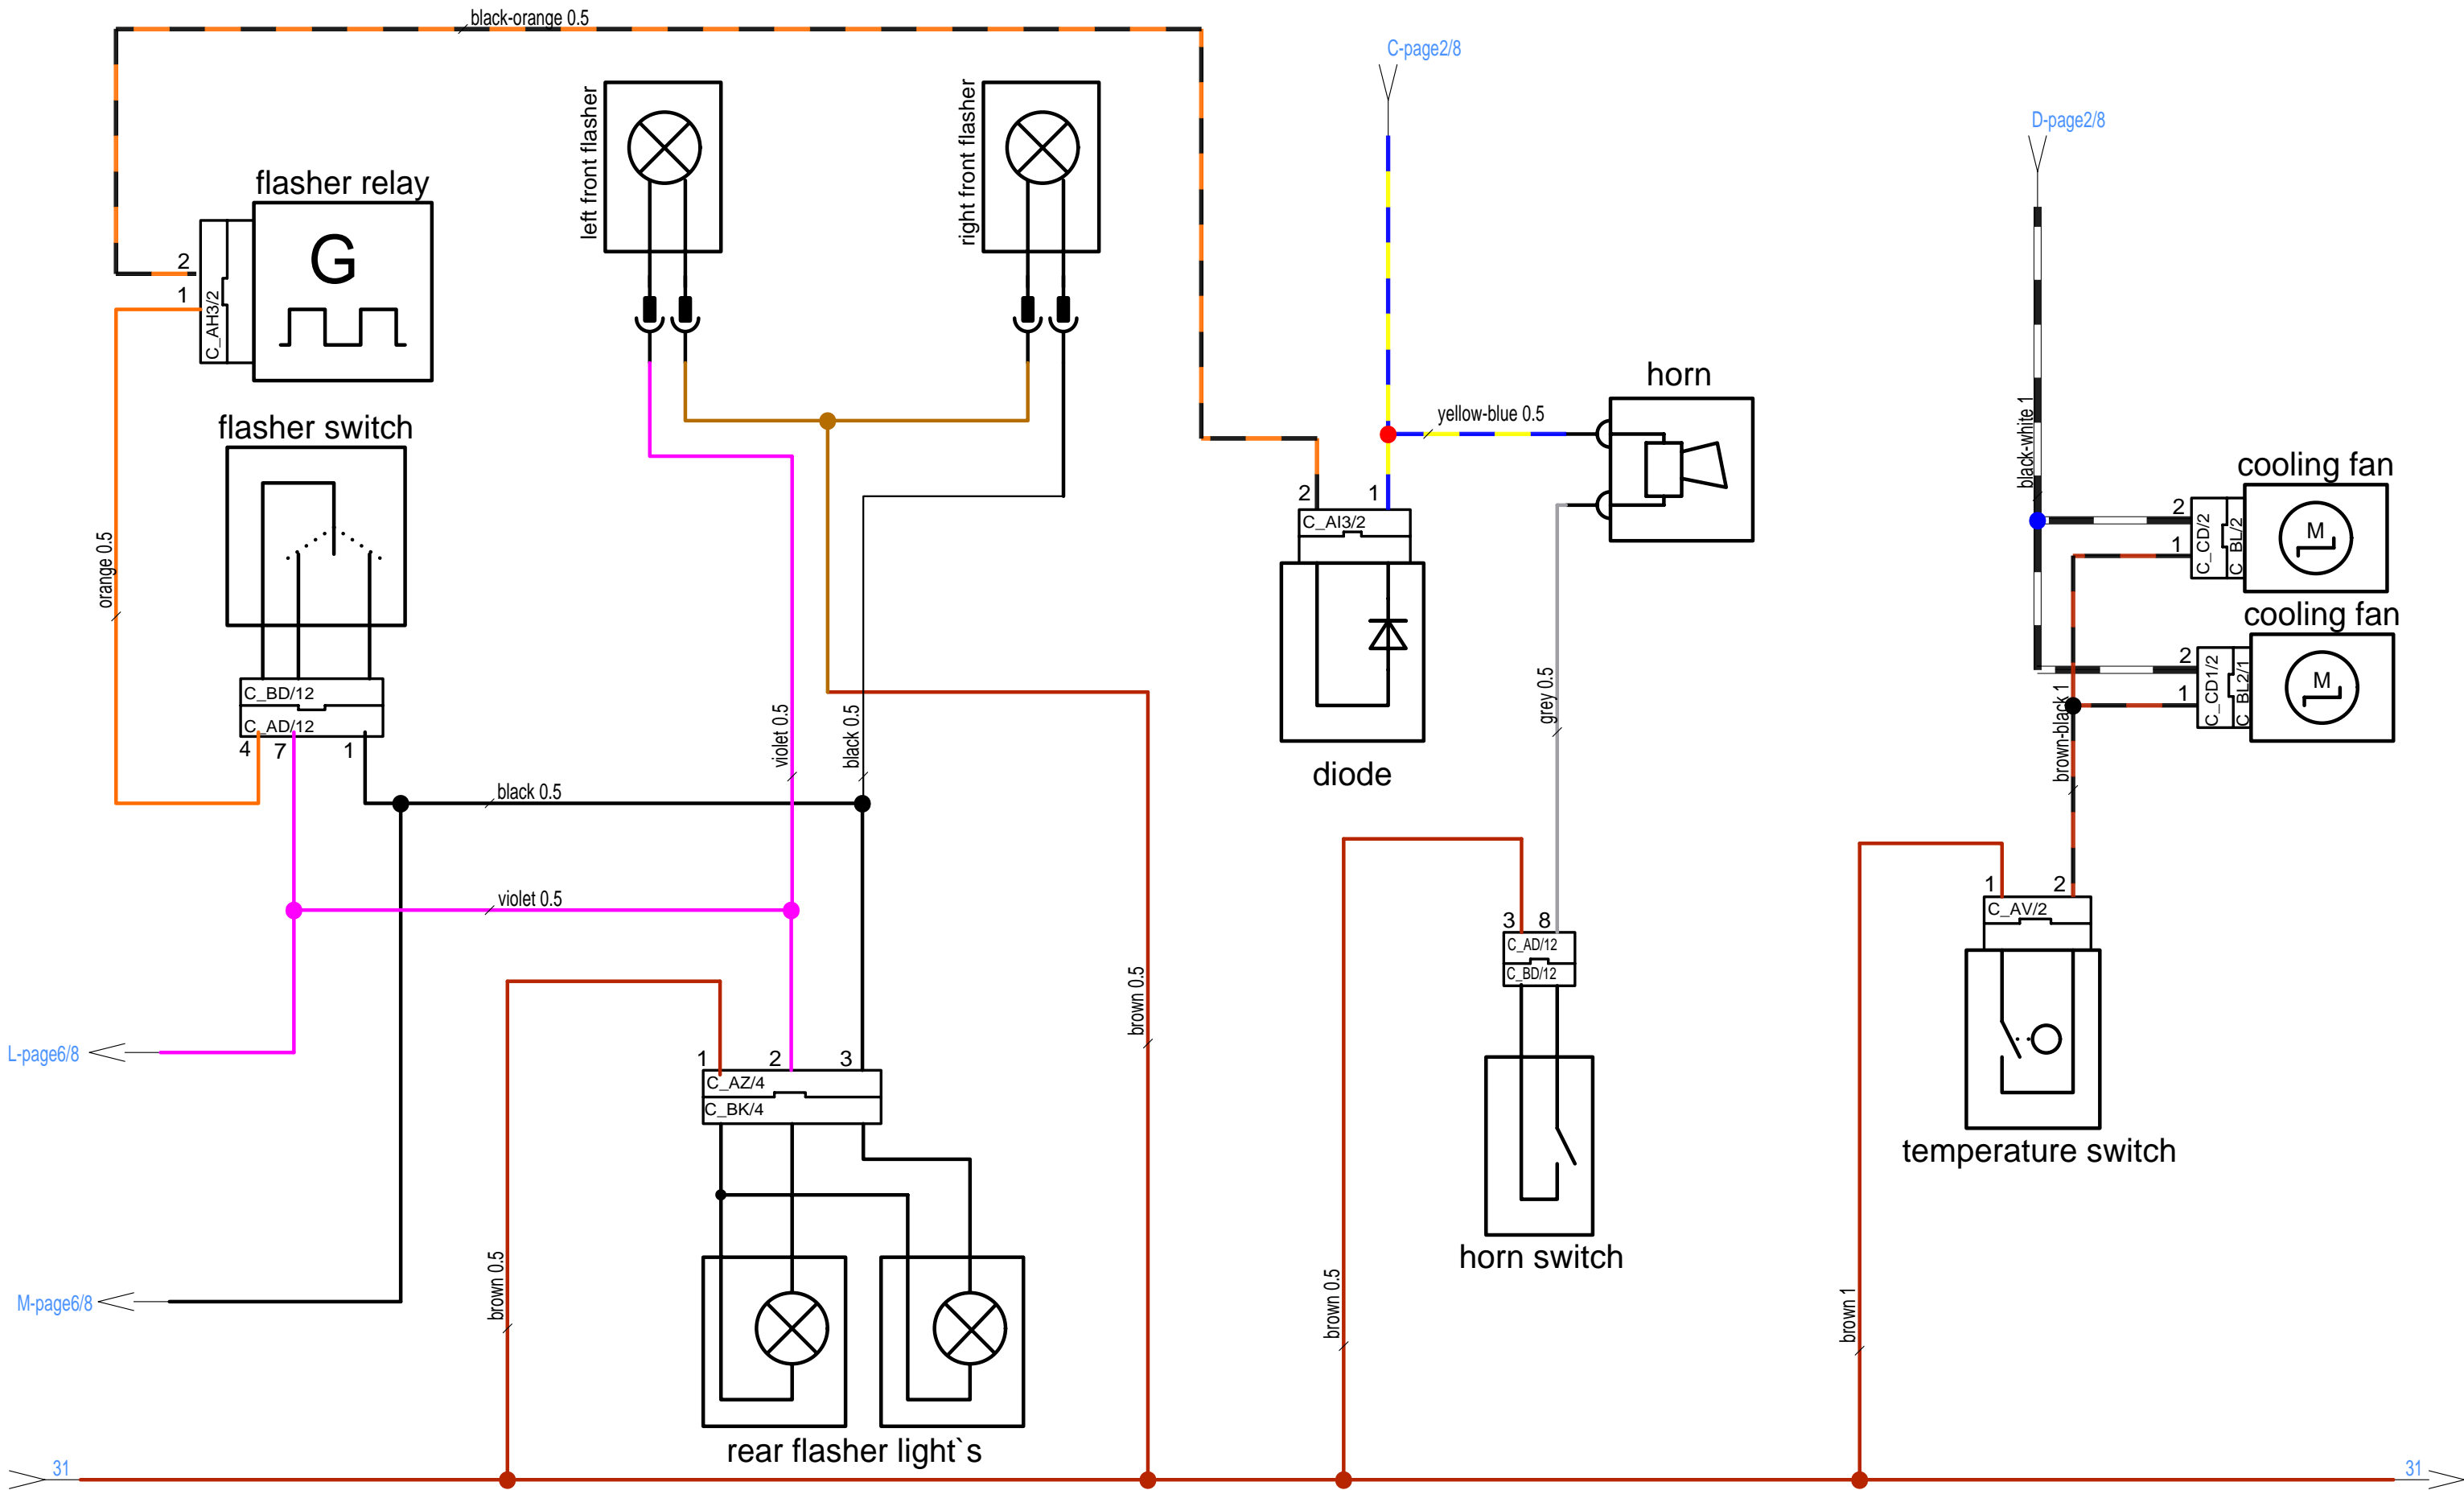 black-orange 0.5
C-page2/8
D-page2/8
left front flasher
right front flasher
flasher relay
G
2
1
C_AH3/2
horn
yellow-blue 0.5
flasher switch
black-white 1
cooling fan
2
1
C_CD/2
C_BL/2
M
2
1
C_AI3/2
orange 0.5
cooling fan
2
1
C_CD1/2
C_BL2/1
M
C_BD/12
C_AD/12
4
7
1
violet 0.5
black 0.5
grey 0.5
brown-black 1
diode
black 0.5
violet 0.5
1
2
C_AV/2
3
8
C_AD/12
C_BD/12
brown 0.5
L-page6/8
1
2
3
C_AZ/4
C_BK/4
temperature switch
horn switch
brown 0.5
M-page6/8
brown 0.5
brown 1
rear flasher light`s
31
31